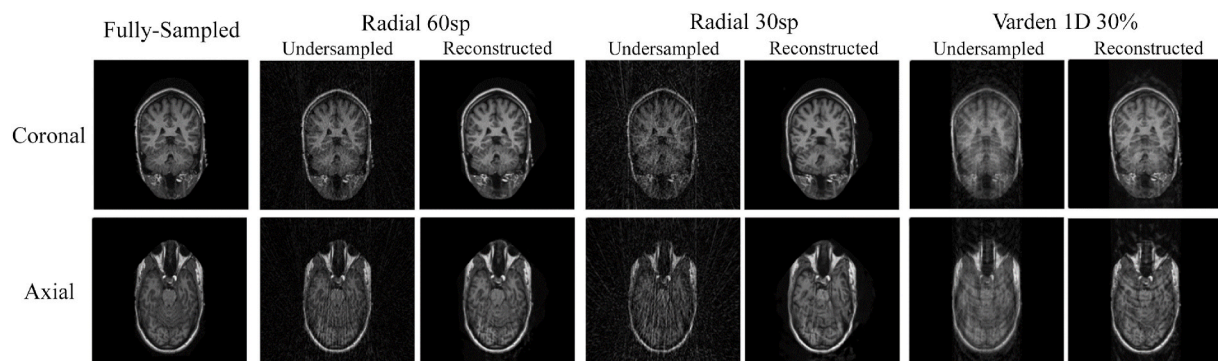 Fully-Sampled Radial 60sp Radial 30sp Varden 1D 30%
Undersampled Reconstructed Undersampled Reconstructed Undersampled Reconstructed
Coronal
Axial